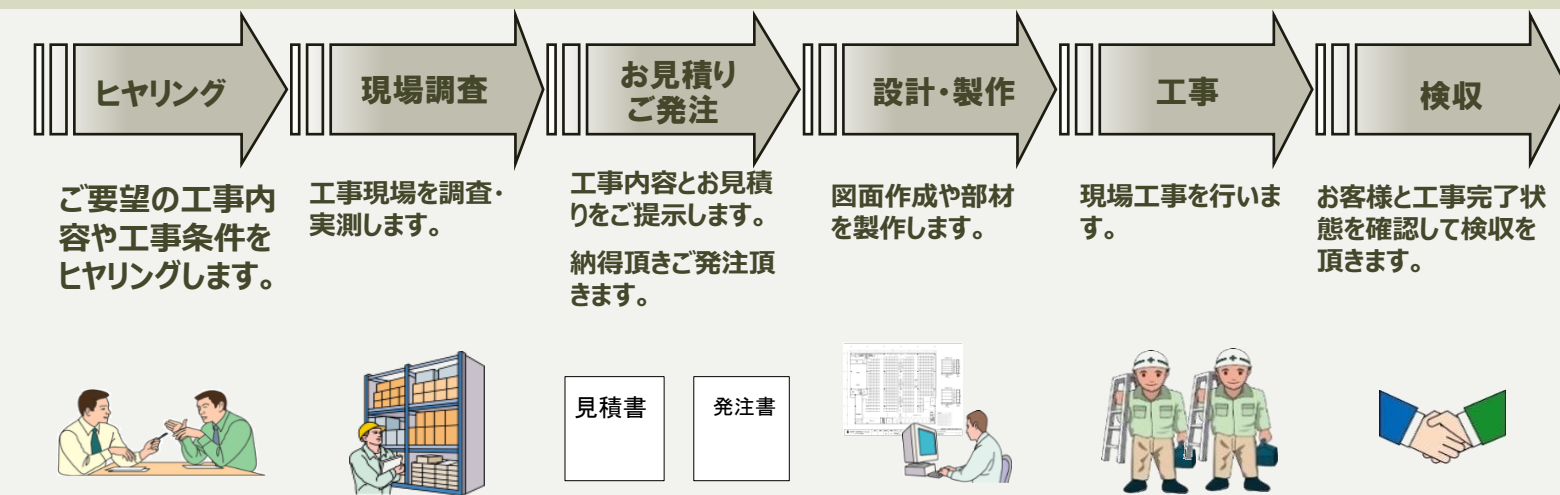 ヒヤリング
ご要望の工事内
容や工事条件を
ヒヤリングします。
現場調査
工事現場を調査・
実測します。
お見積り
ご発注
工事内容とお見積
りをご提示します。
納得頂きご発注頂
きます。
見積書
発注書
設計・製作
図面作成や部材
を製作します。
工事
現場工事を行いま
す。
検収
お客様と工事完了状
態を確認して検収を
頂きます。